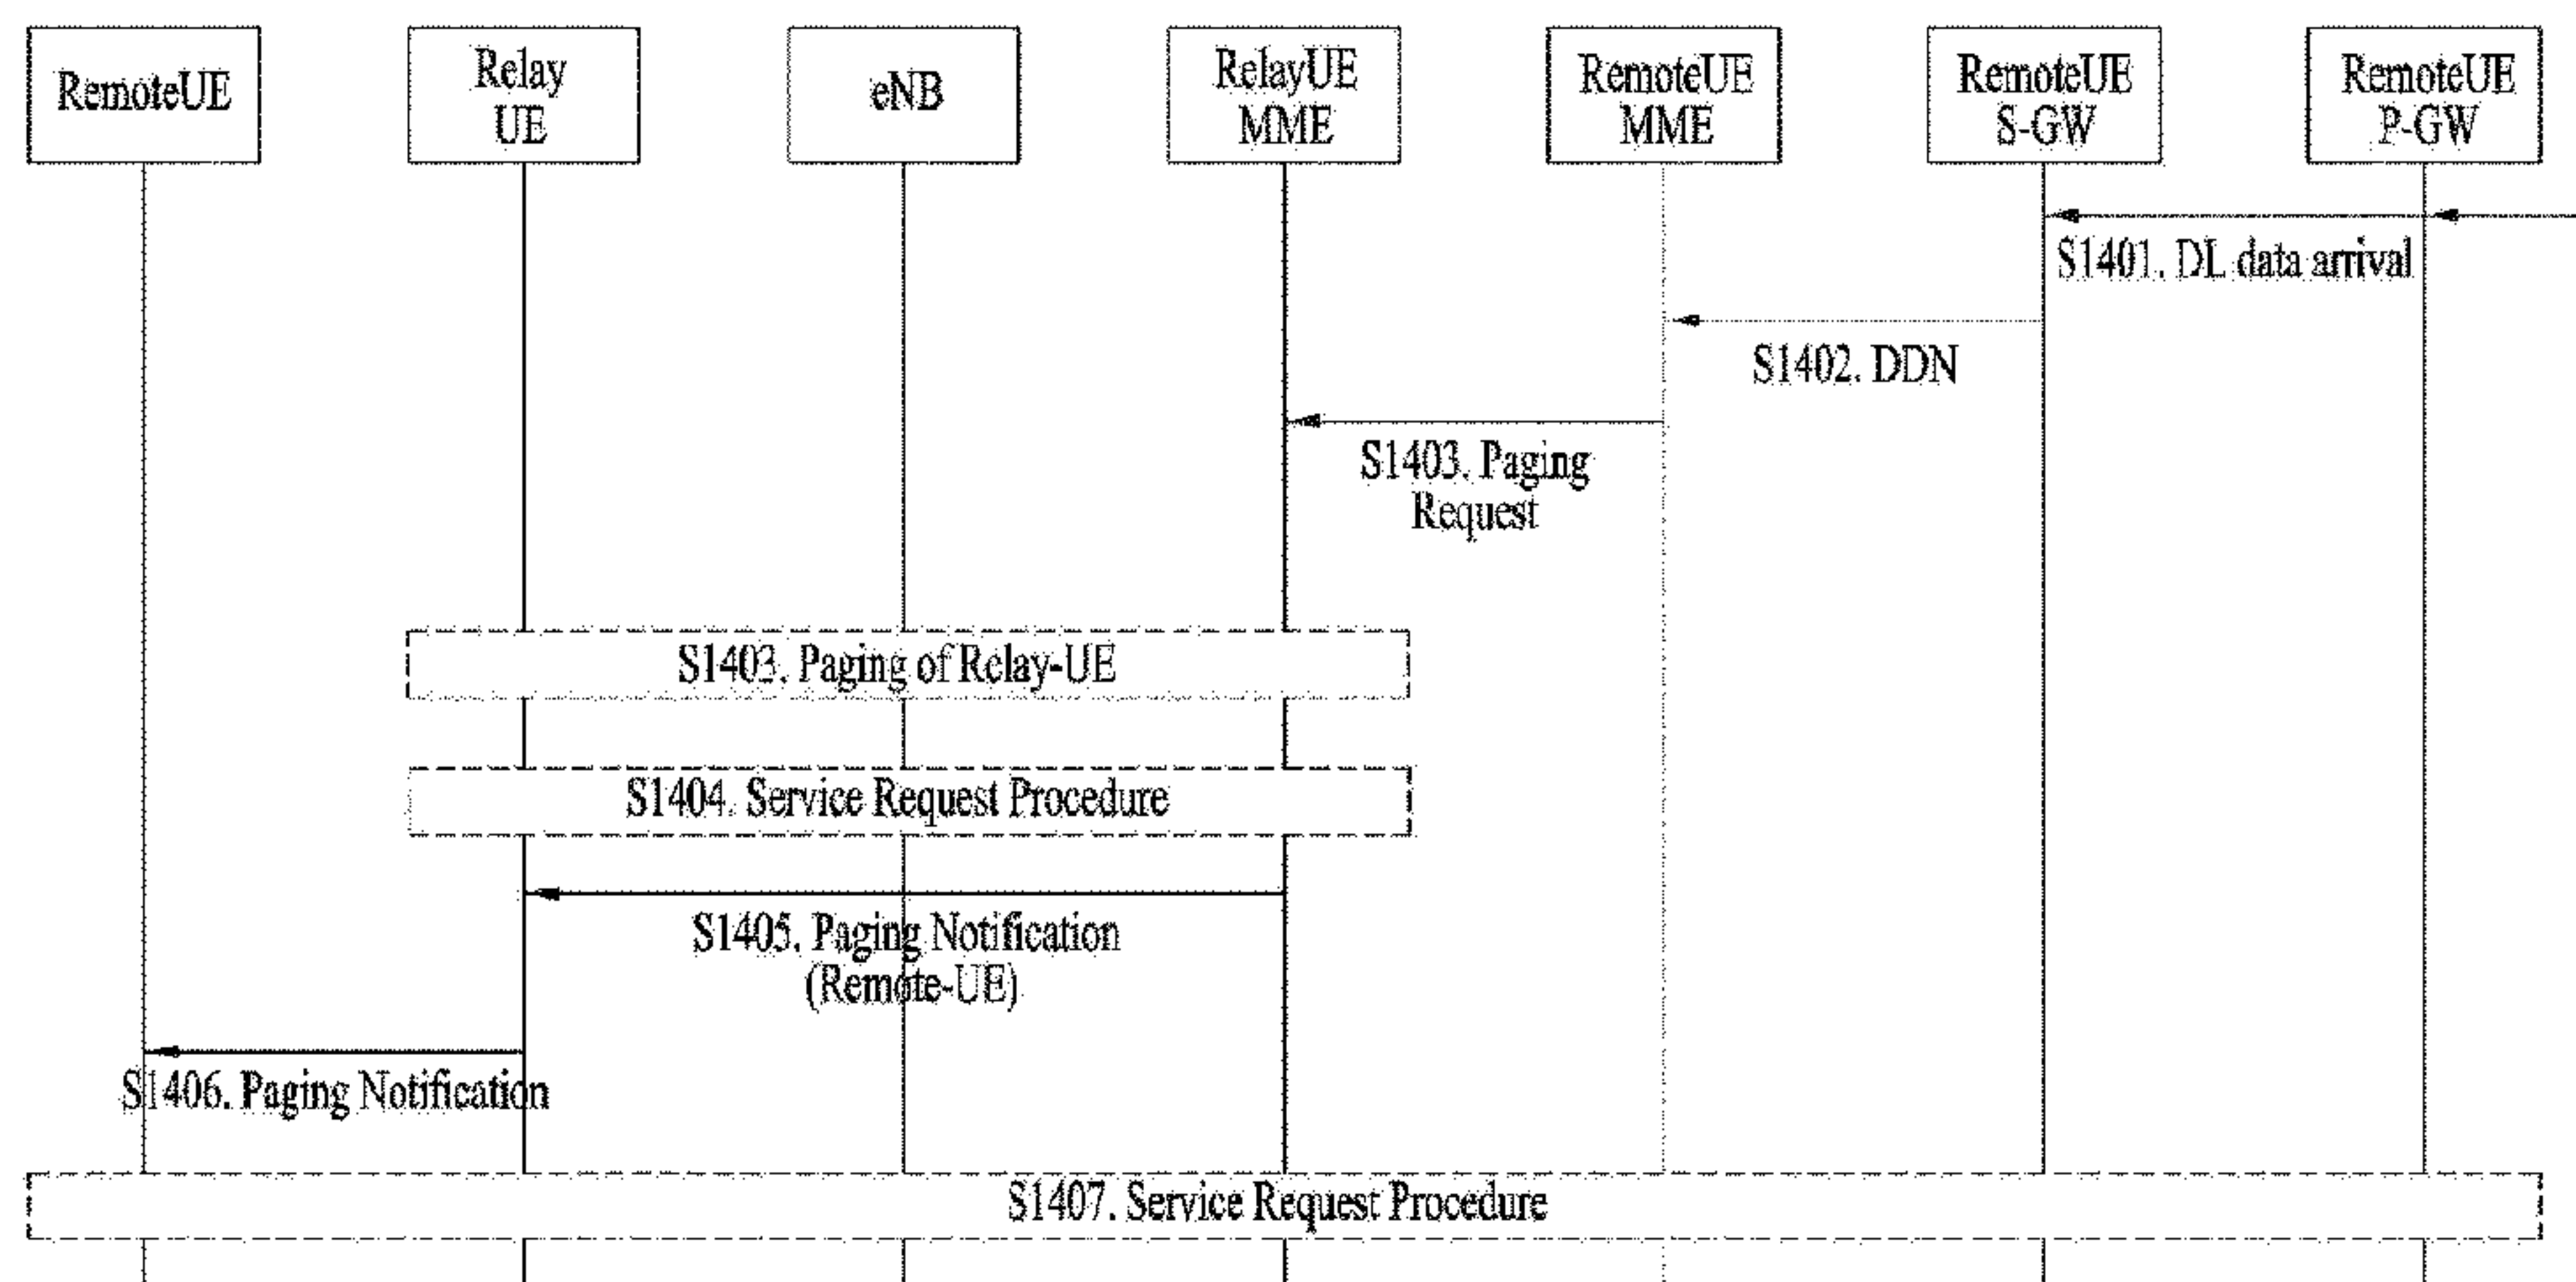 RemoteUE
Relay
UE
eNB
RelayUE
MME
RemoteUE
MME
RemoteUE
S-GW
RemoteUE
P-GW
S1401. DL data arrival
S1402. DDN
S1403. Paging
Request
S1403. Paging of Relay-UE
S1404. Service Request Procedure
S1405. Paging Notification
(Remote-UE)
S1406. Paging Notification
S1407. Service Request Procedure